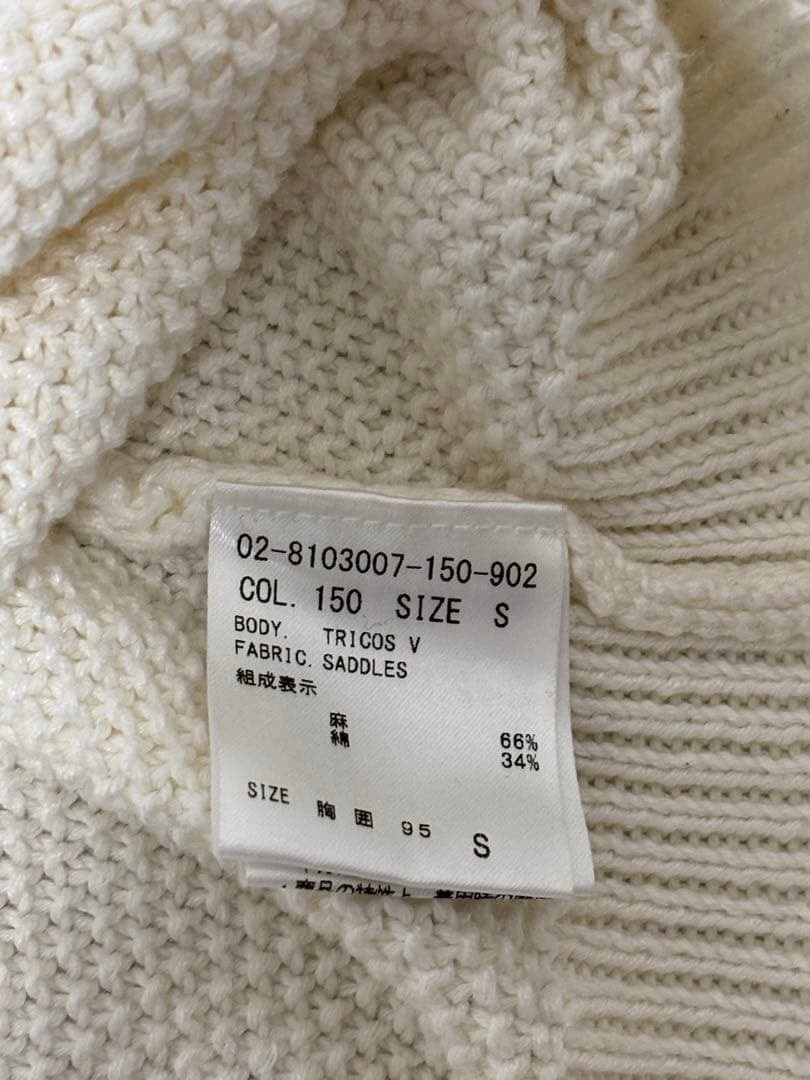 02-8103007-150-902
COL. 150 SIZE S
BODY. TRICOS V
FABRIC. SADDLES
組成表示
麻 66%
綿 34%
SIZE 胸囲 95 S